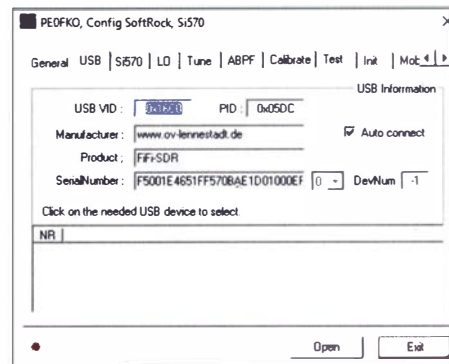 PE0FKO, Config SoftRock, Si570
General USB Si570 LO Tune ABPF Calibrate Test Init
USB Information
USB VID : PID : 0x05DC
Manufacturer : www.ov-lennestadt.de Auto connect
Product : FiFi-SDR
SerialNumber : F5001E4651FF570BAE1D01000EF 0 DevNum -1
Click on the needed USB device to select.
NR
Open Exit